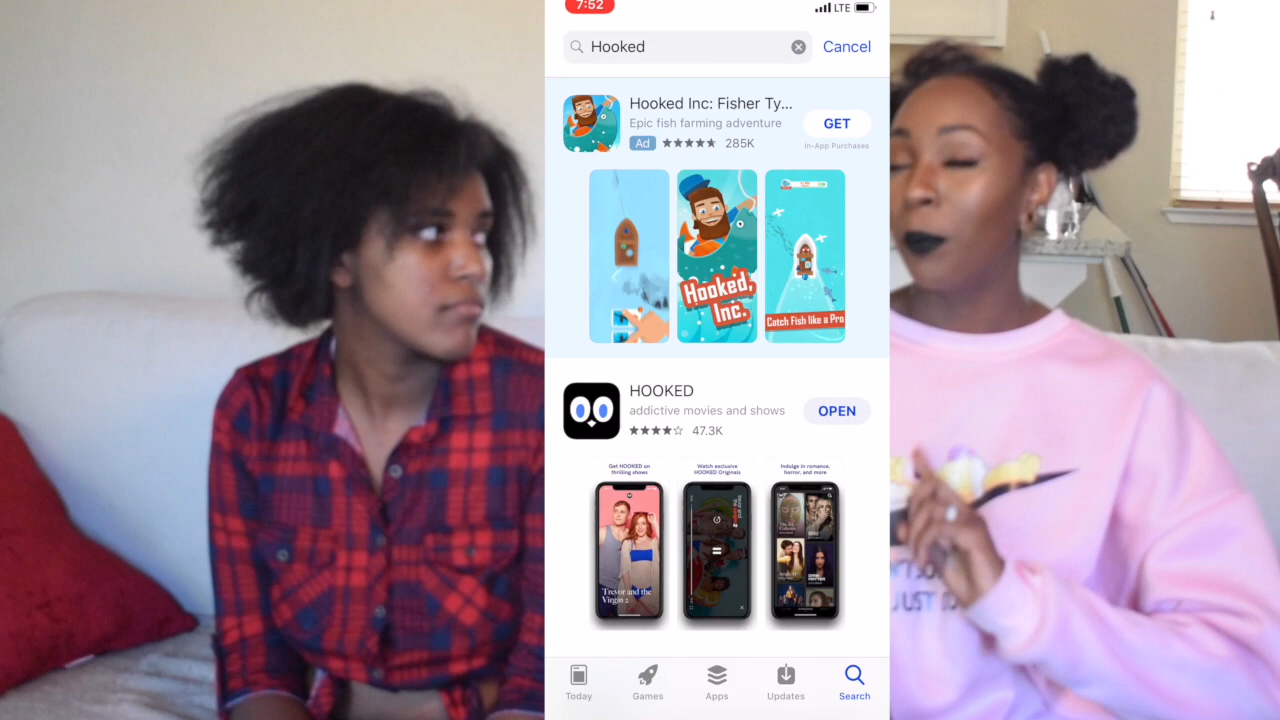 7:52
LTE
Hooked
Cancel
Hooked Inc: Fisher Ty...
Epic fish farming adventure
GET
Ad
285K
In-App Purchases
Hooked,
Inc.
Catch Fish like a Pro
HOOKED
addictive movies and shows
OPEN
47.3K
Get HOOKED on
thrilling shows
Watch exclusive
HOOKED Originals
Indulge in romance,
horror, and more
Trevor and the
Virgin 2
JUST
Today
Games
Apps
Updates
Search